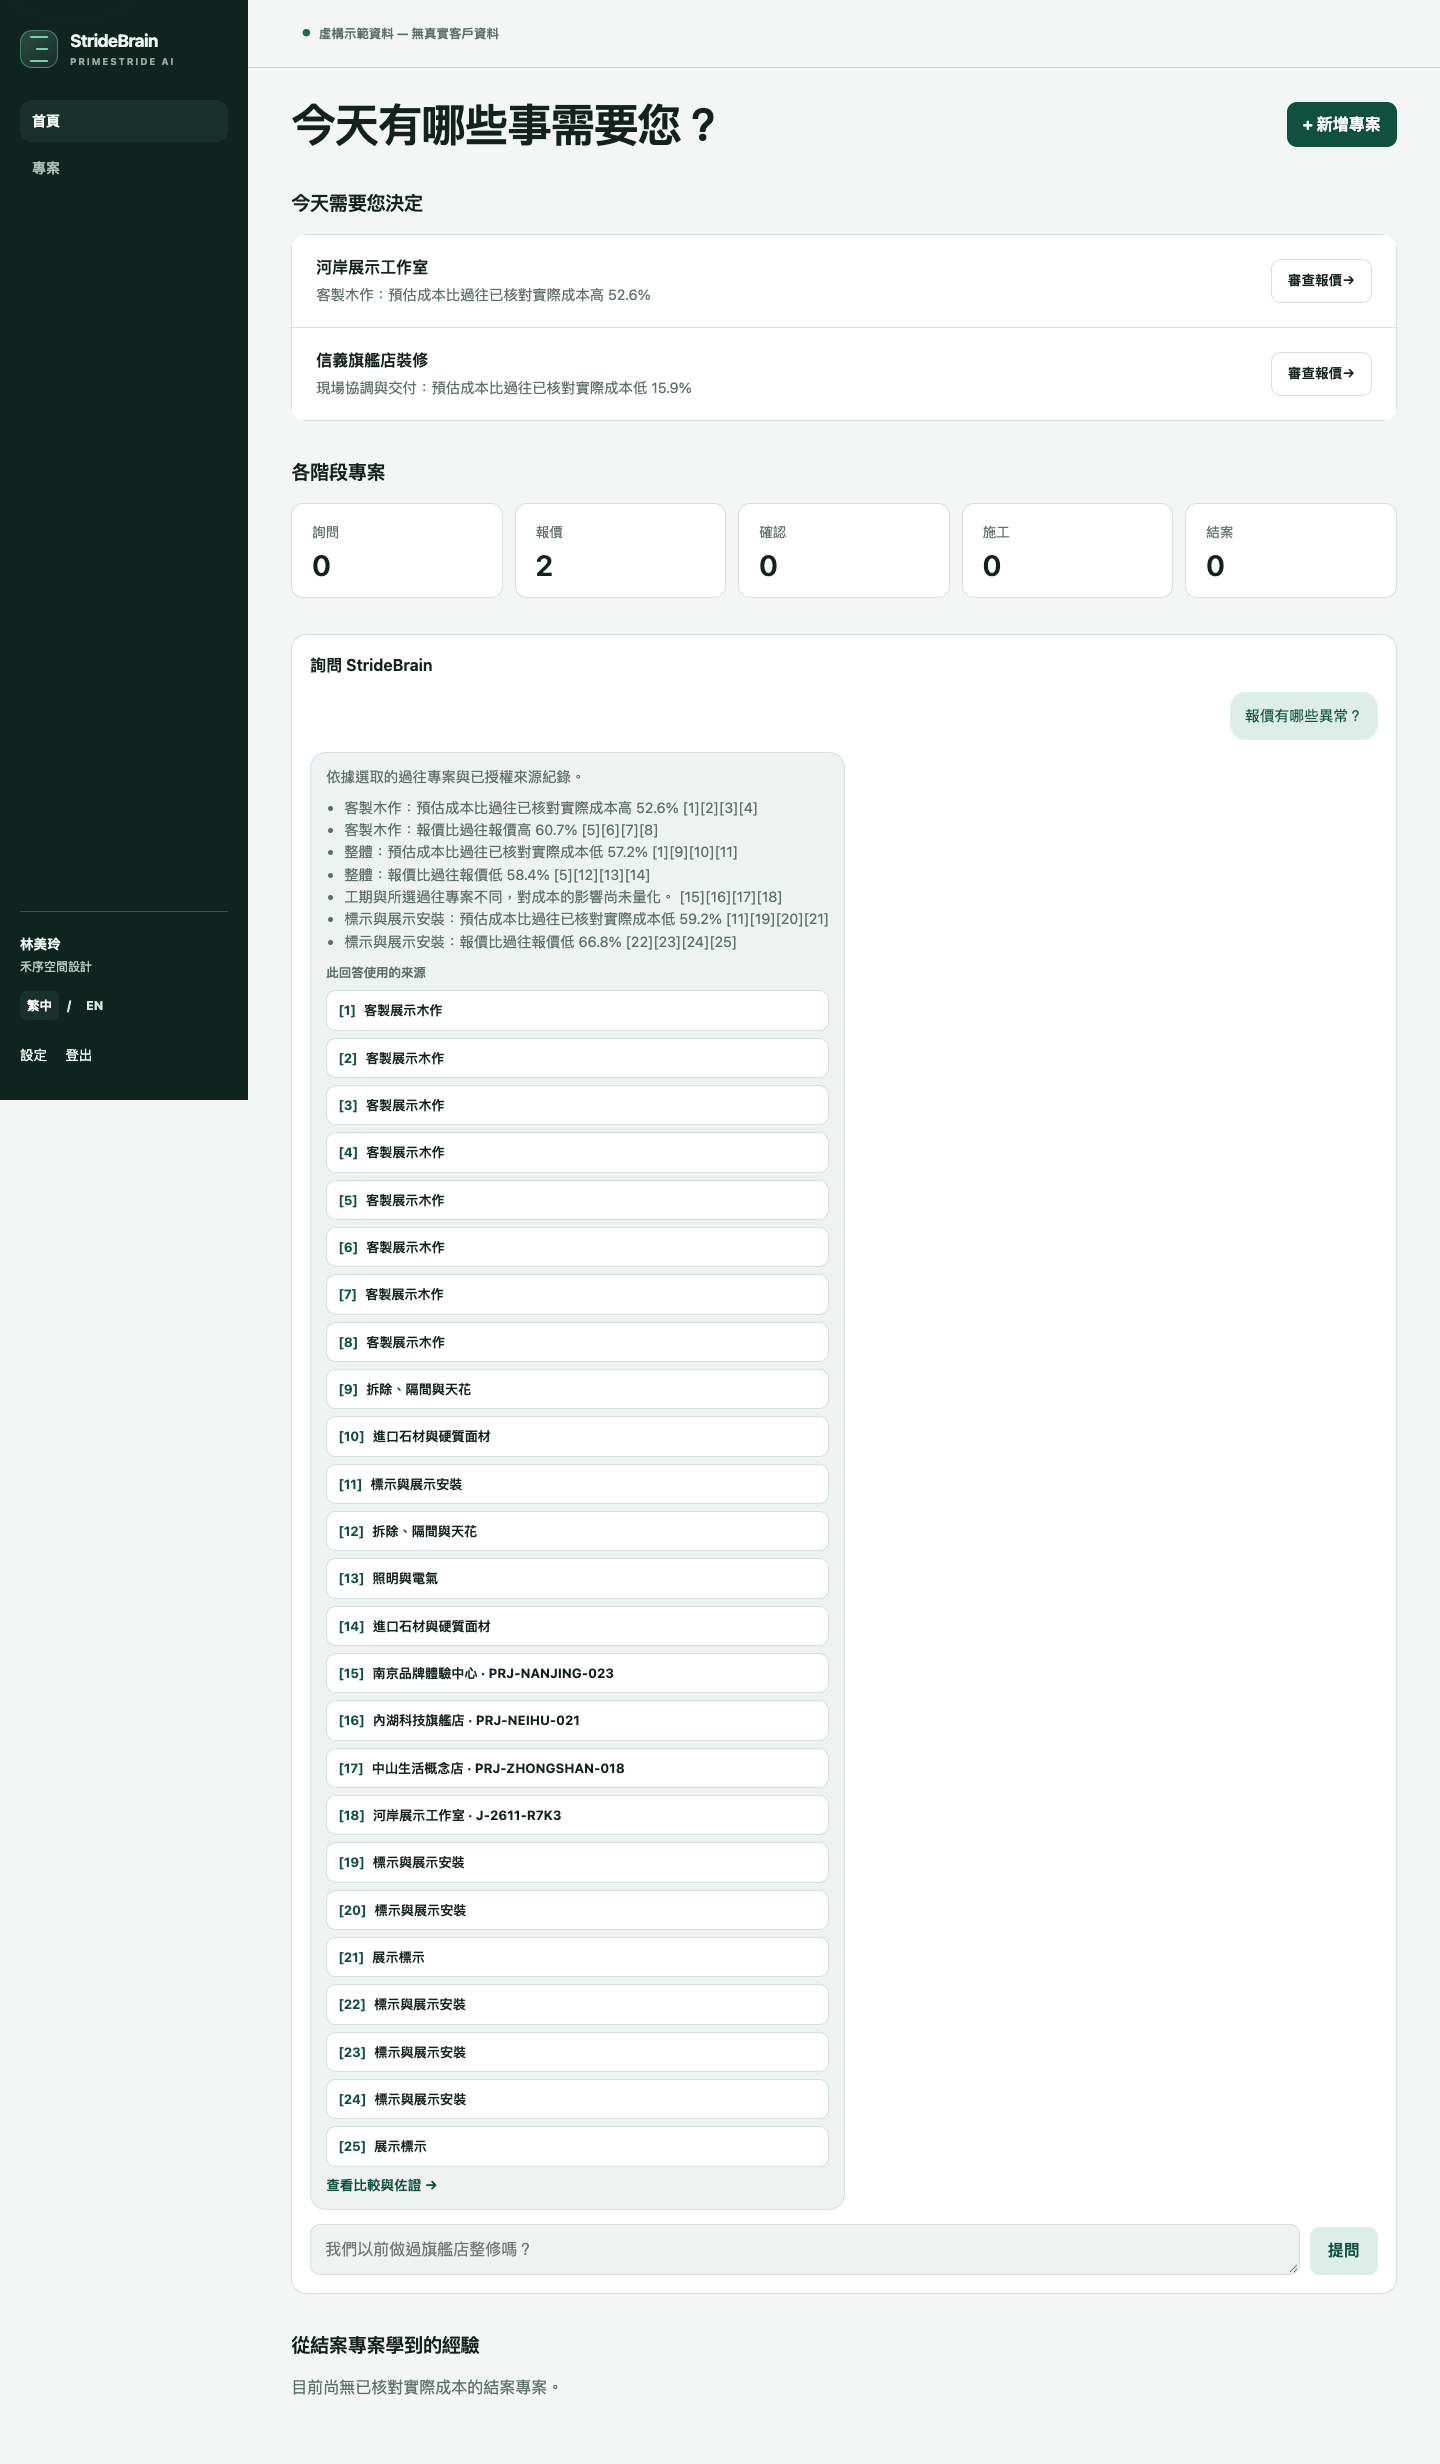 StrideBrain
PRIMESTRIDE AI
首頁
專案
林美玲
禾序空間設計
繁中 / EN
設定 登出
虛構示範資料 — 無真實客戶資料
今天有哪些事需要您？
+ 新增專案
今天需要您決定
河岸展示工作室
客製木作：預估成本比過往已核對實際成本高 52.6%
審查報價→
信義旗艦店裝修
現場協調與交付：預估成本比過往已核對實際成本低 15.9%
審查報價→
各階段專案
詢問
0
報價
2
確認
0
施工
0
結案
0
詢問 StrideBrain
報價有哪些異常？
依據選取的過往專案與已授權來源紀錄。
• 客製木作：預估成本比過往已核對實際成本高 52.6% [1][2][3][4]
• 客製木作：報價比過往報價高 60.7% [5][6][7][8]
• 整體：預估成本比過往已核對實際成本低 57.2% [1][9][10][11]
• 整體：報價比過往報價低 58.4% [5][12][13][14]
• 工期與所選過往專案不同，對成本的影響尚未量化。 [15][16][17][18]
• 標示與展示安裝：預估成本比過往已核對實際成本低 59.2% [11][19][20][21]
• 標示與展示安裝：報價比過往報價低 66.8% [22][23][24][25]
此回答使用的來源
[1] 客製展示木作
[2] 客製展示木作
[3] 客製展示木作
[4] 客製展示木作
[5] 客製展示木作
[6] 客製展示木作
[7] 客製展示木作
[8] 客製展示木作
[9] 拆除、隔間與天花
[10] 進口石材與硬質面材
[11] 標示與展示安裝
[12] 拆除、隔間與天花
[13] 照明與電氣
[14] 進口石材與硬質面材
[15] 南京品牌體驗中心 · PRJ-NANJING-023
[16] 內湖科技旗艦店 · PRJ-NEIHU-021
[17] 中山生活概念店 · PRJ-ZHONGSHAN-018
[18] 河岸展示工作室 · J-2611-R7K3
[19] 標示與展示安裝
[20] 標示與展示安裝
[21] 展示標示
[22] 標示與展示安裝
[23] 標示與展示安裝
[24] 標示與展示安裝
[25] 展示標示
查看比較與佐證 →
我們以前做過旗艦店整修嗎？
提問
從結案專案學到的經驗
目前尚無已核對實際成本的結案專案。